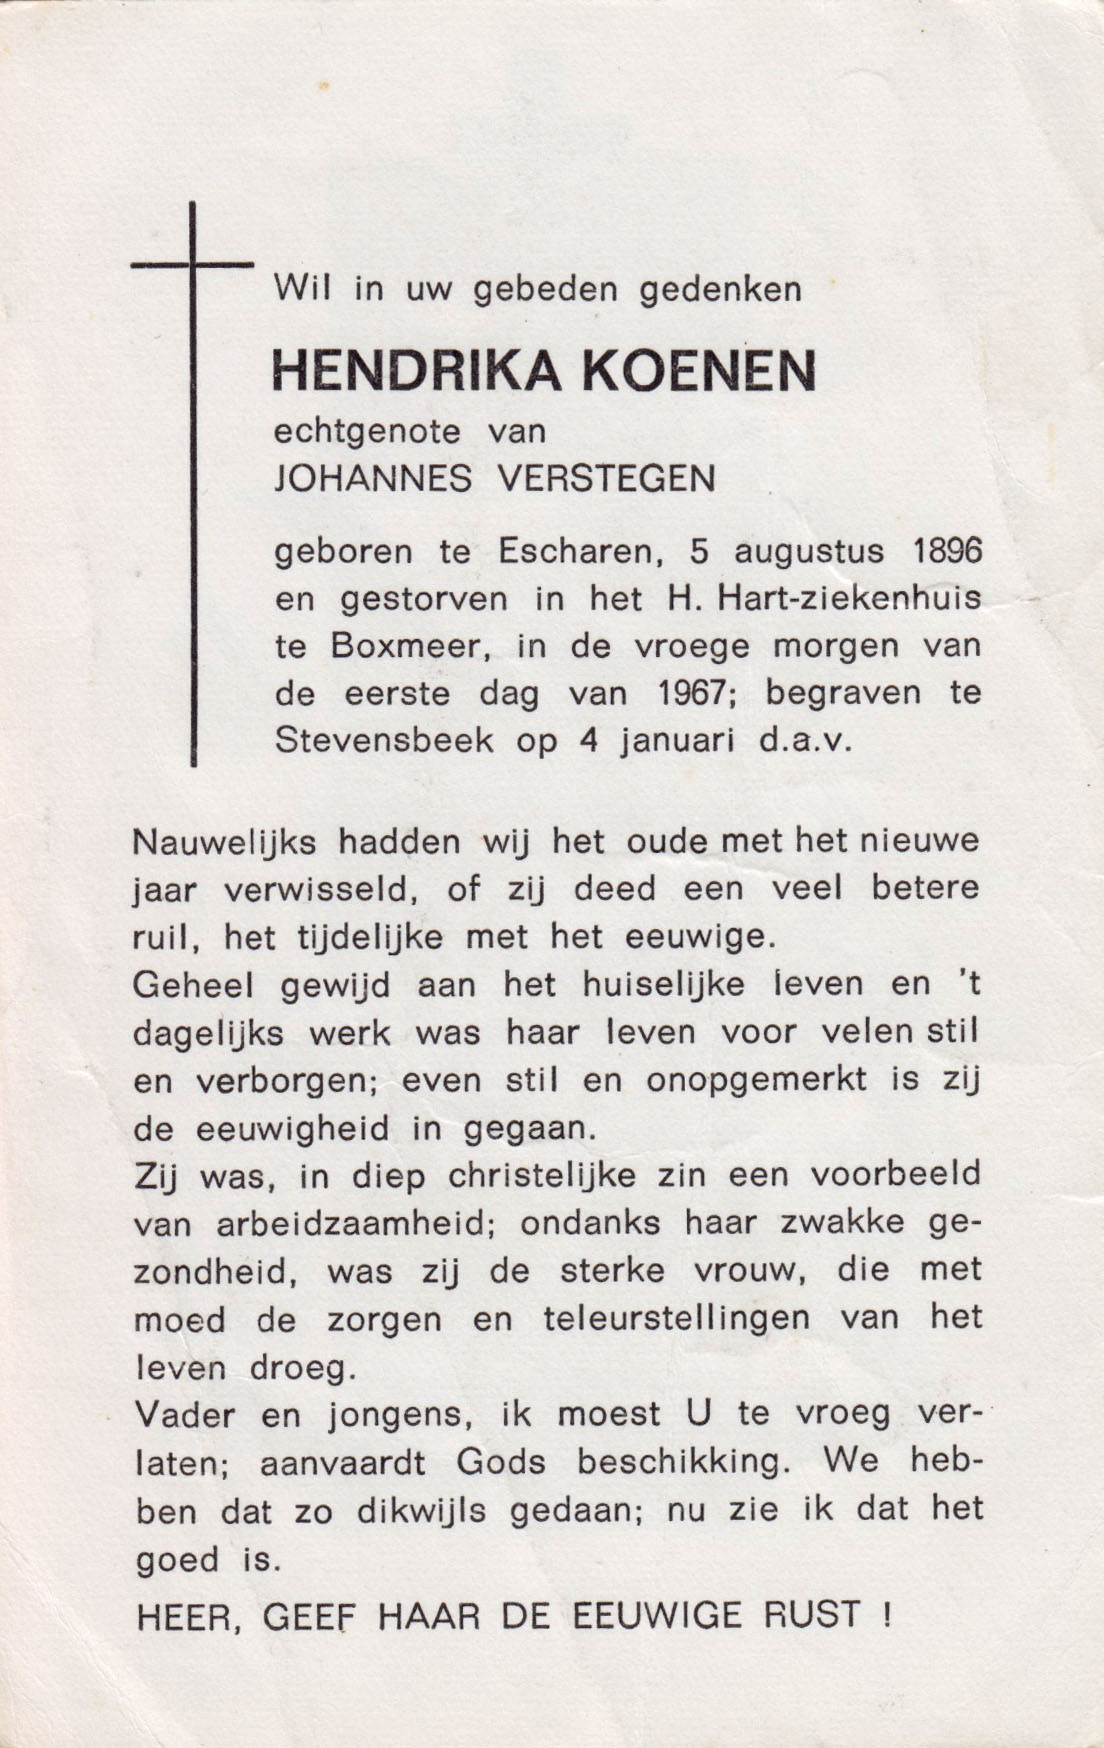 Wil in uw gebeden gedenken
HENDRIKA KOENEN
echtgenote van
JOHANNES VERSTEGEN
geboren te Escharen, 5 augustus 1896
en gestorven in het H. Hart-ziekenhuis
te Boxmeer, in de vroege morgen van
de eerste dag van 1967; begraven te
Stevensbeek op 4 januari d.a.v.
Nauwelijks hadden wij het oude met het nieuwe
jaar verwisseld, of zij deed een veel betere
ruil, het tijdelijke met het eeuwige.
Geheel gewijd aan het huiselijke leven en 't
dagelijks werk was haar leven voor velen stil
en verborgen; even stil en onopgemerkt is zij
de eeuwigheid in gegaan.
Zij was, in diep christelijke zin een voorbeeld
van arbeidzaamheid; ondanks haar zwakke ge-
zondheid, was zij de sterke vrouw, die met
moed de zorgen en teleurstellingen van het
leven droeg.
Vader en jongens, ik moest U te vroeg ver-
laten; aanvaardt Gods beschikking. We heb-
ben dat zo dikwijls gedaan; nu zie ik dat het
goed is.
HEER, GEEF HAAR DE EEUWIGE RUST !